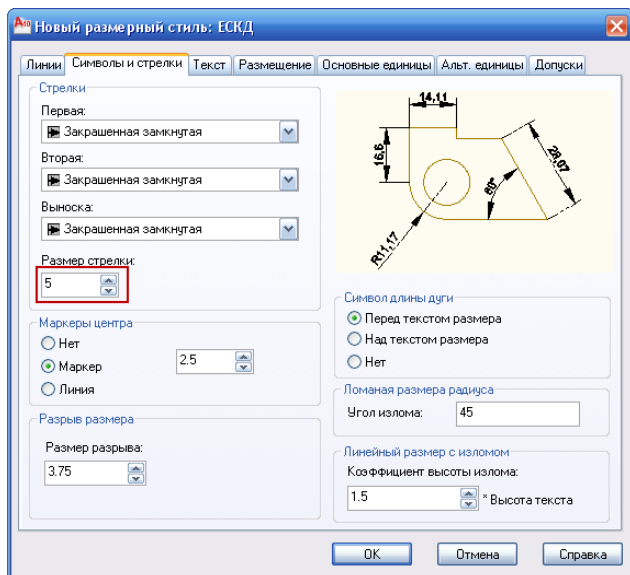 Новый размерный стиль: ЕСКД
Линии Символы и стрелки Текст Размещение Основные единицы Альт. единицы Допуски
Стрелки
Первая:
Закрашенная замкнутая
Вторая:
Закрашенная замкнутая
Выноска:
Закрашенная замкнутая
Размер стрелки:
5
Маркеры центра
Нет
Маркер
2.5
Линия
Разрыв размера
Размер разрыва:
3.75
14,11
16,6
28,07
60°
R11,17
Символ длины дуги
Перед текстом размера
Над текстом размера
Нет
Ломаная размера радиуса
Угол излома: 45
Линейный размер с изломом
Коэффициент высоты излома:
1.5 * Высота текста
OK Отмена Справка